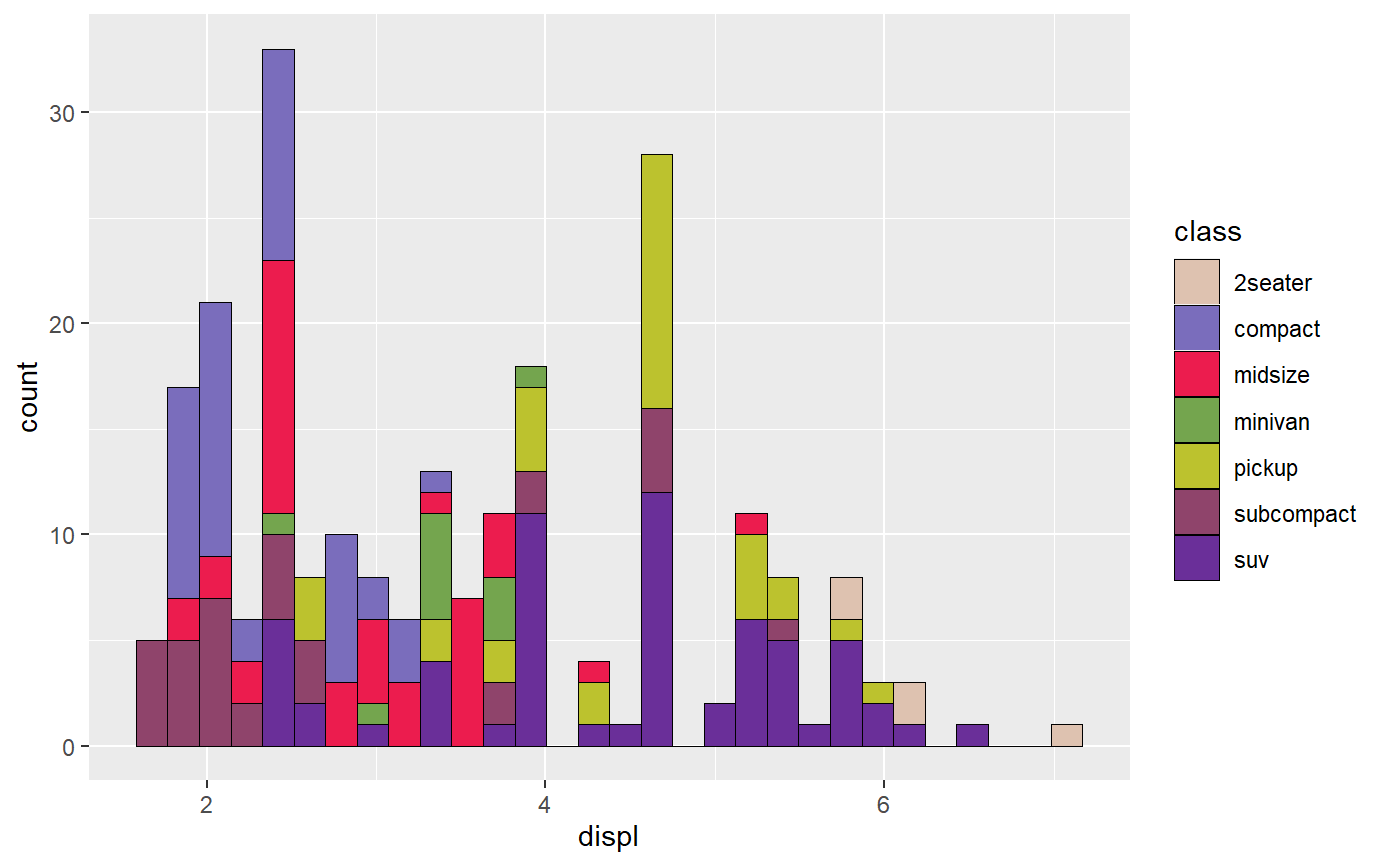 30
20
10
0
count
2 4 6
displ
class
2seater
compact
midsize
minivan
pickup
subcompact
suv